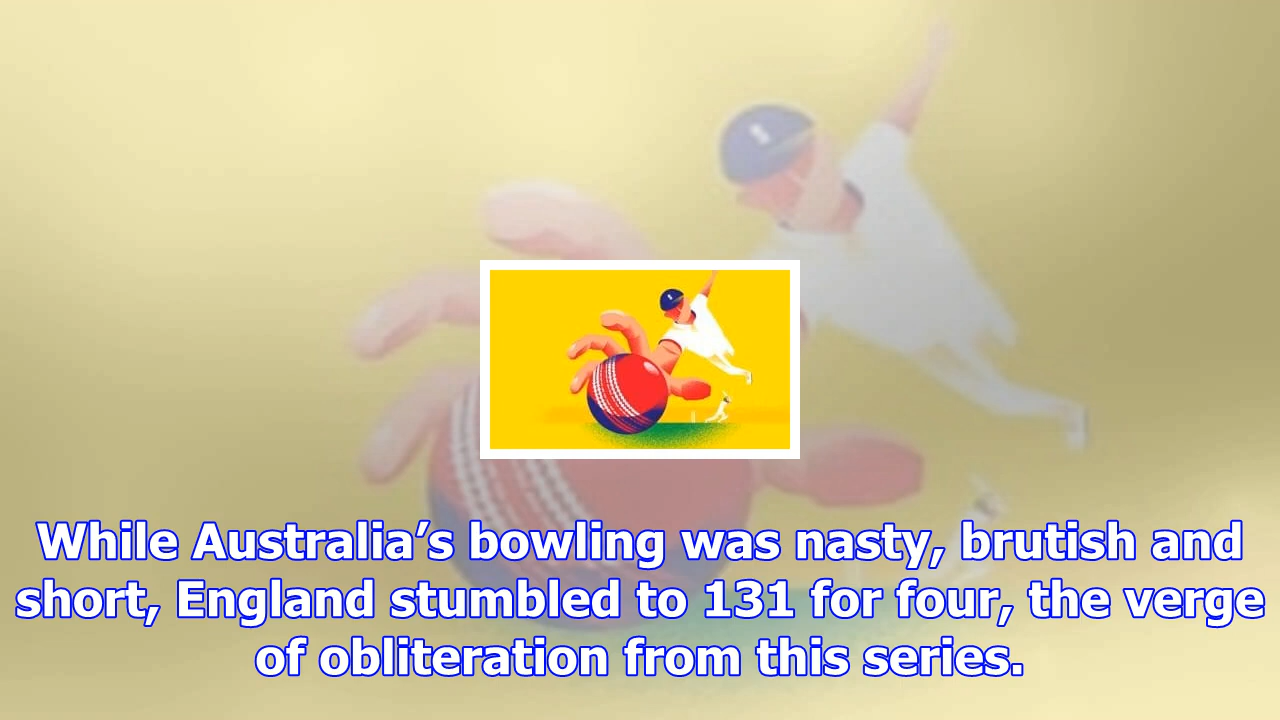 While Australia’s bowling was nasty, brutish and
short, England stumbled to 131 for four, the verge
of obliteration from this series.